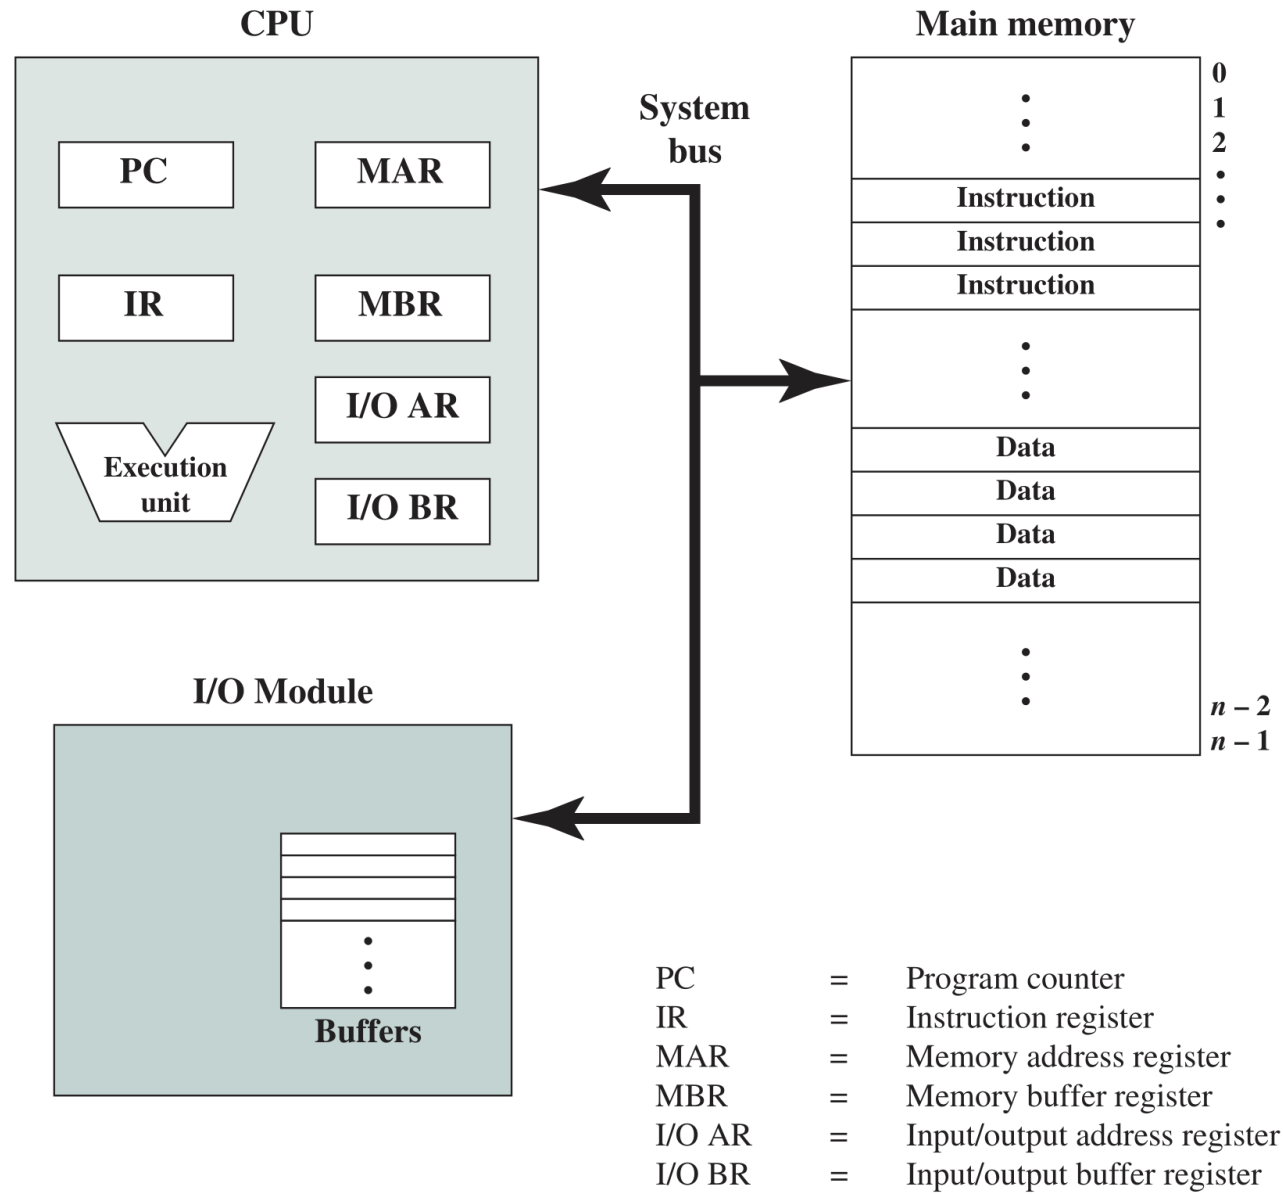 CPU
PC
MAR
IR
MBR
I/O AR
I/O BR
Execution
unit
System
bus
Main memory
0
1
2
Instruction
Instruction
Instruction
Data
Data
Data
Data
n – 2
n – 1
I/O Module
Buffers
PC = Program counter
IR = Instruction register
MAR = Memory address register
MBR = Memory buffer register
I/O AR = Input/output address register
I/O BR = Input/output buffer register